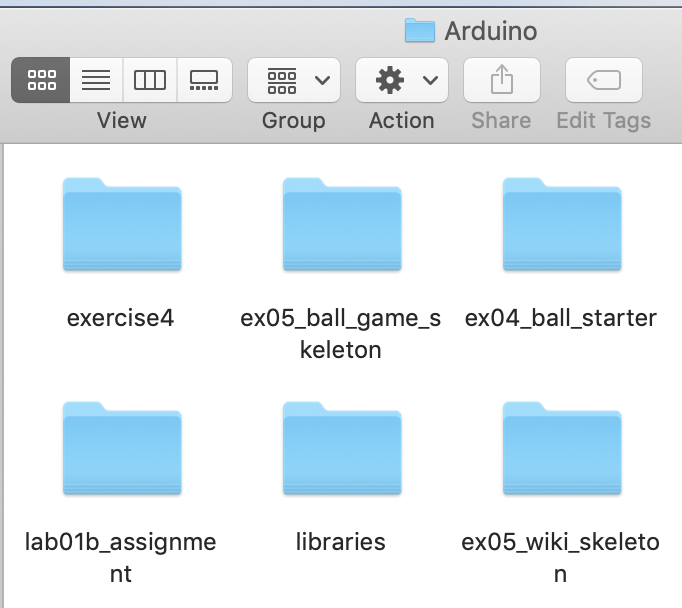 Arduino
View
Group
Action
Share
Edit Tags
exercise4
ex05_ball_game_s
keleton
ex04_ball_starter
lab01b_assignme
nt
libraries
ex05_wiki_skeleto
n